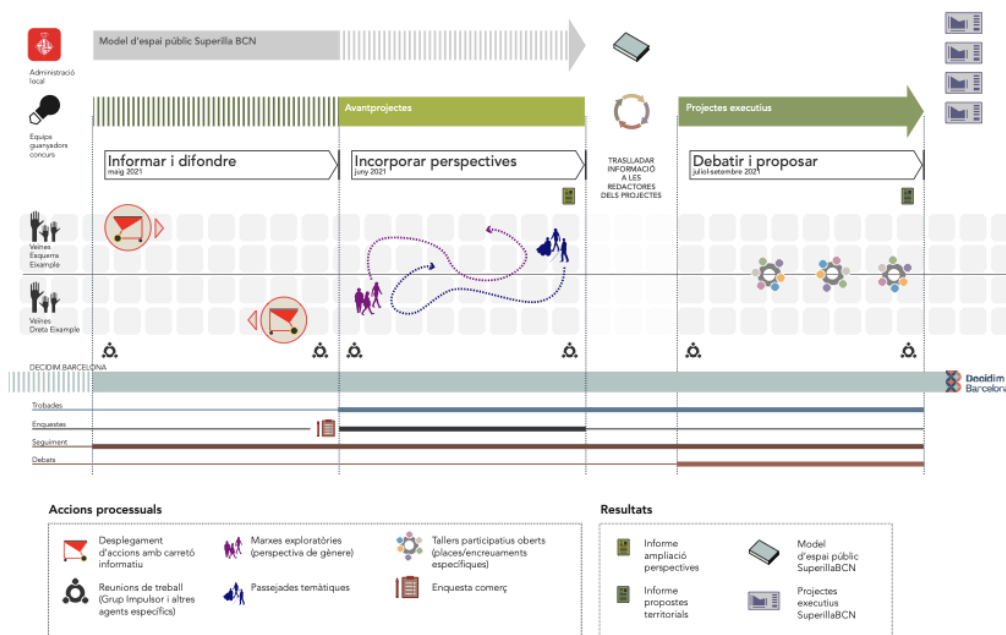 Model d'espai públic Superilla BCN
Administració
local
Avantprojectes
Projectes executius
Equips
guanyadors
concurs
Informar i difondre
maig 2021
Incorporar perspectives
juny 2021
TRASLLADAR
INFORMACIÓ
A LES
REDACTORES
DELS PROJECTES
Debatir i proposar
juliol-setembre 2021
Veïnes
Esquerra
Eixample
Veïnes
Dreta Eixample
DECIDIM.BARCELONA
Decidim
Barcelona
Trobades
Enquestes
Seguiment
Debats
Accions processuals
Desplegament
d'accions amb carretó
informatiu
Reunions de treball
(Grup Impulsor i altres
agents específics)
Marxes exploratòries
(perspectiva de gènere)
Passejades temàtiques
Tallers participatius oberts
(places/encreuaments
específiques)
Enquesta comerç
Resultats
Informe
ampliació
perspectives
Informe
propostes
territorials
Model
d'espai públic
SuperillaBCN
Projectes
executius
SuperillaBCN